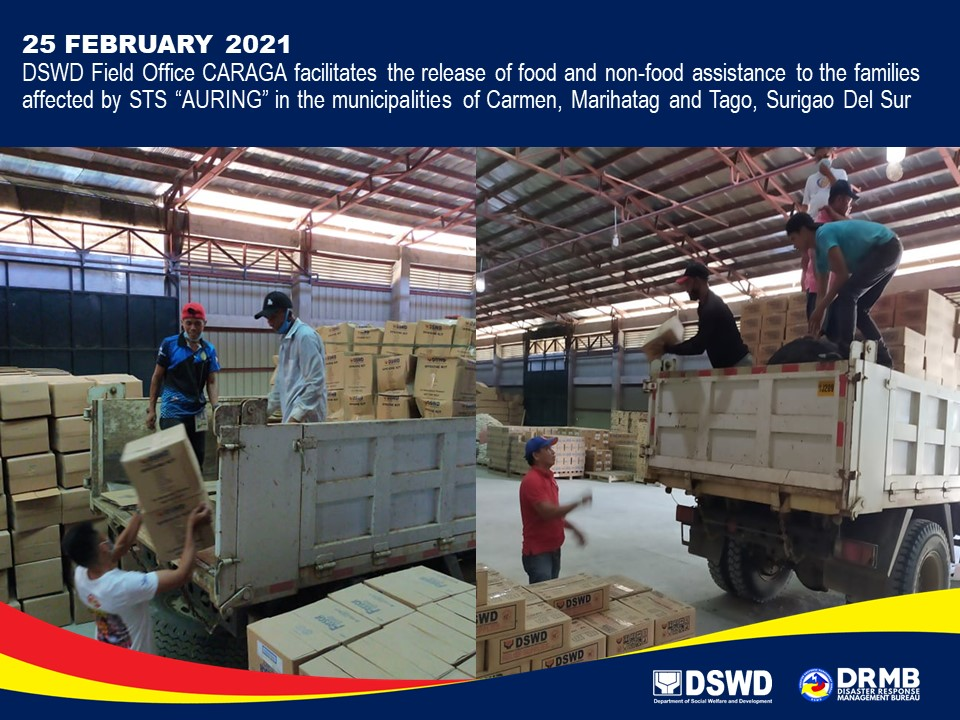 25 FEBRUARY 2021
DSWD Field Office CARAGA facilitates the release of food and non-food assistance to the families
affected by STS “AURING” in the municipalities of Carmen, Marihatag and Tago, Surigao Del Sur
DSWD
DSWD
DSWD
DSWD
Department of Social Welfare and Development
DRMB
DISASTER RESPONSE
MANAGEMENT BUREAU